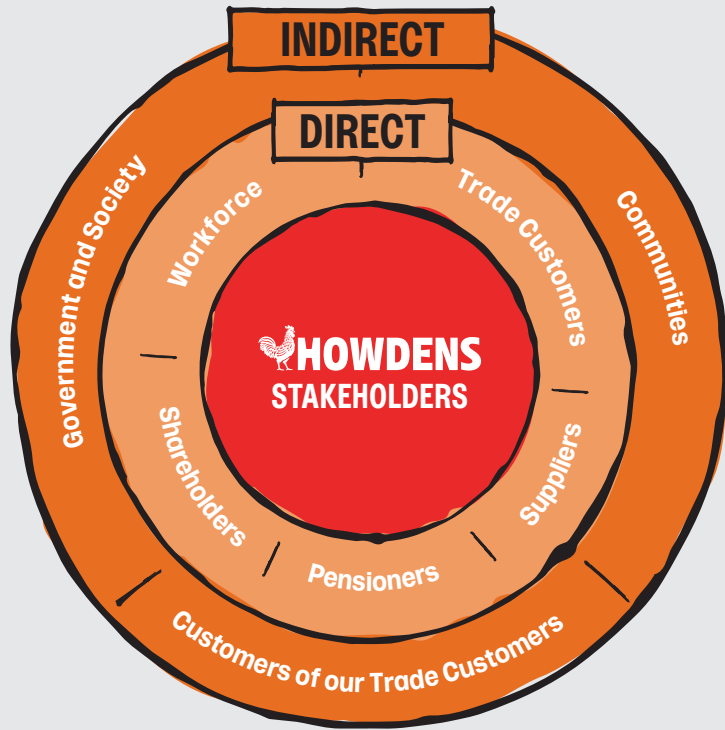 INDIRECT
DIRECT
Government and Society
Workforce
Trade Customers
Communities
HOWDENS
STAKEHOLDERS
Shareholders
Suppliers
Pensioners
Customers of our Trade Customers